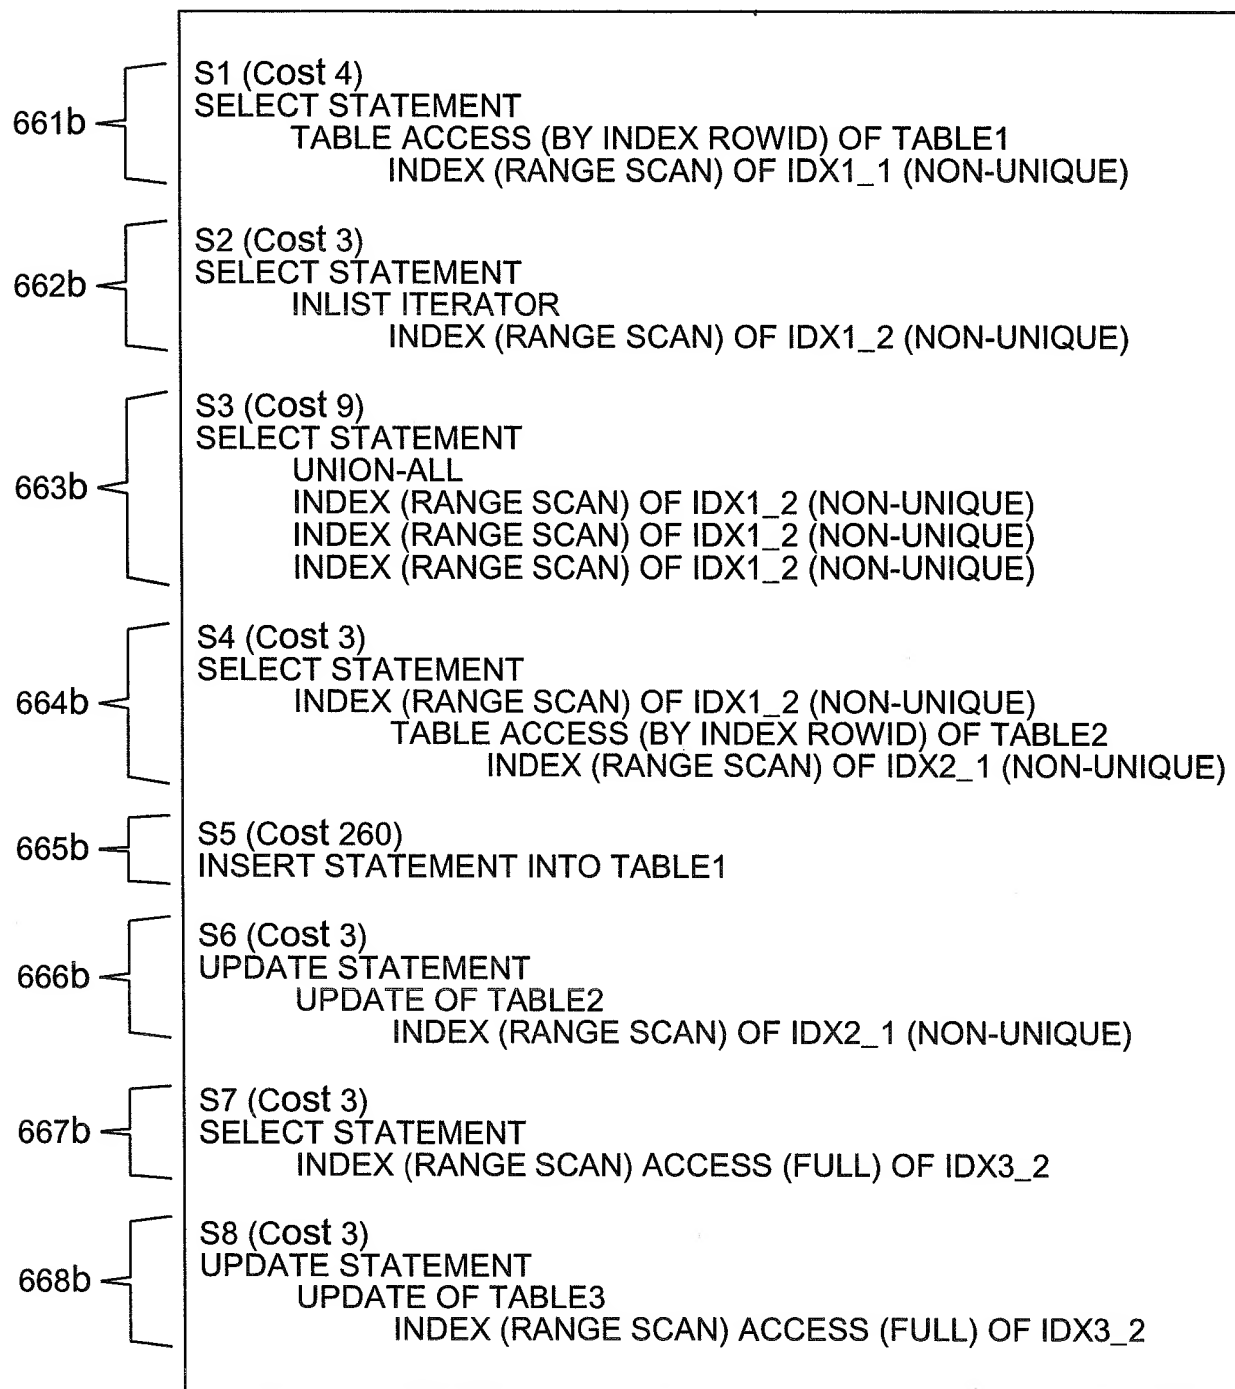 S1 (Cost 4)
661b
SELECT STATEMENT
TABLE ACCESS (BY INDEX ROWID) OF TABLE1
INDEX (RANGE SCAN) OF IDX1_1 (NON-UNIQUE)
S2 (Cost 3)
662b
SELECT STATEMENT
INLIST ITERATOR
INDEX (RANGE SCAN) OF IDX1_2 (NON-UNIQUE)
S3 (Cost 9)
SELECT STATEMENT
UNION-ALL
663b
INDEX (RANGE SCAN) OF IDX1_2 (NON-UNIQUE)
INDEX (RANGE SCAN) OF IDX1_2 (NON-UNIQUE)
INDEX (RANGE SCAN) OF IDX1_2 (NON-UNIQUE)
S4 (Cost 3)
SELECT STATEMENT
664b
INDEX (RANGE SCAN) OF IDX1_2 (NON-UNIQUE)
TABLE ACCESS (BY INDEX ROWID) OF TABLE2
INDEX (RANGE SCAN) OF IDX2_1 (NON-UNIQUE)
665b
S5 (Cost 260)
INSERT STATEMENT INTO TABLE1
S6 (Cost 3)
666b
UPDATE STATEMENT
UPDATE OF TABLE2
INDEX (RANGE SCAN) OF IDX2_1 (NON-UNIQUE)
S7 (Cost 3)
667b
SELECT STATEMENT
INDEX (RANGE SCAN) ACCESS (FULL) OF IDX3_2
S8 (Cost 3)
668b
UPDATE STATEMENT
UPDATE OF TABLE3
INDEX (RANGE SCAN) ACCESS (FULL) OF IDX3_2